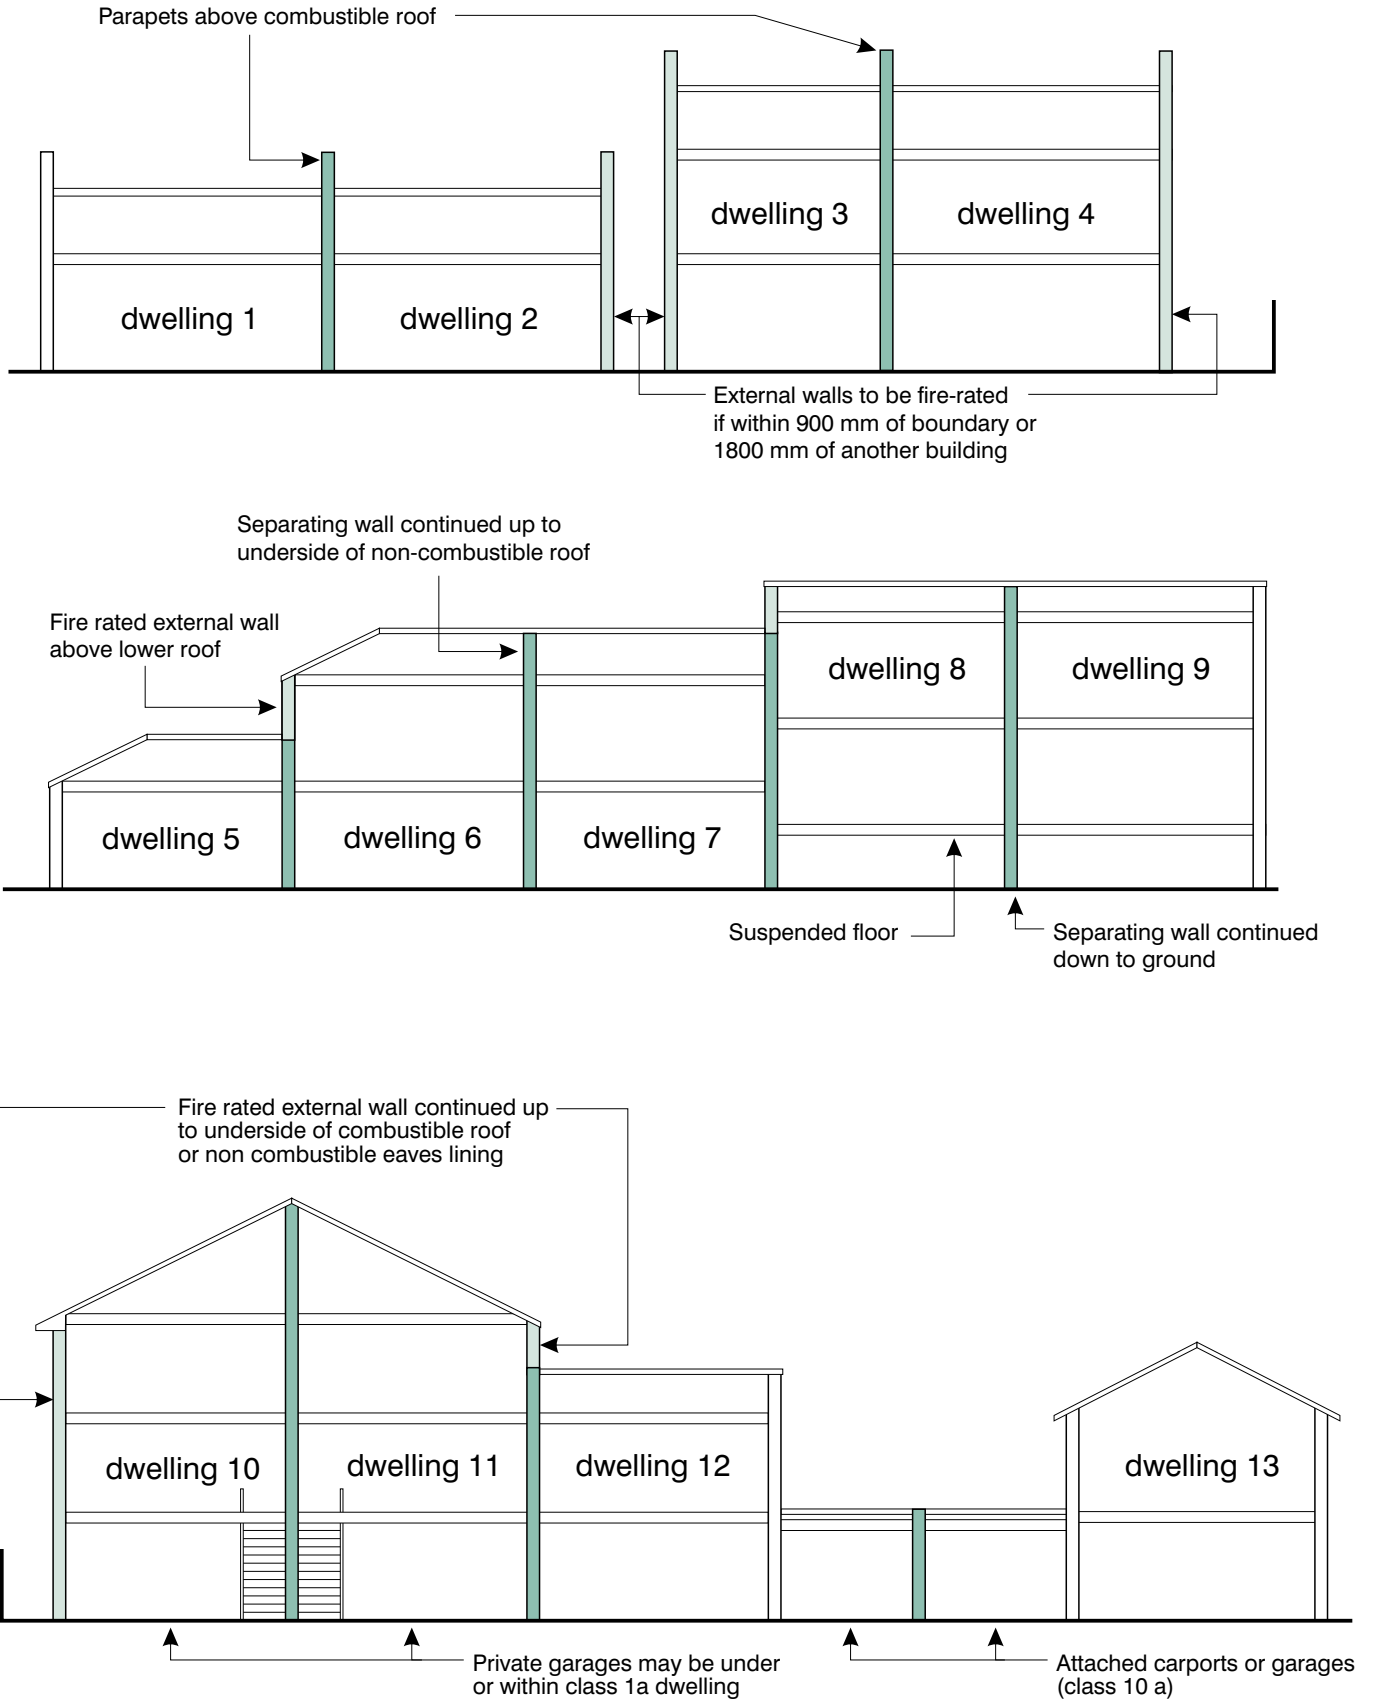 Parapets above combustible roof
dwelling 3
dwelling 4
dwelling 1
dwelling 2
External walls to be fire-rated
if within 900 mm of boundary or
1800 mm of another building
Separating wall continued up to
underside of non-combustible roof
Fire rated external wall
above lower roof
dwelling 8
dwelling 9
dwelling 5
dwelling 6
dwelling 7
Suspended floor
Separating wall continued
down to ground
Fire rated external wall continued up
to underside of combustible roof
or non combustible eaves lining
dwelling 10
dwelling 11
dwelling 12
dwelling 13
Private garages may be under
or within class 1a dwelling
Attached carports or garages
(class 10 a)